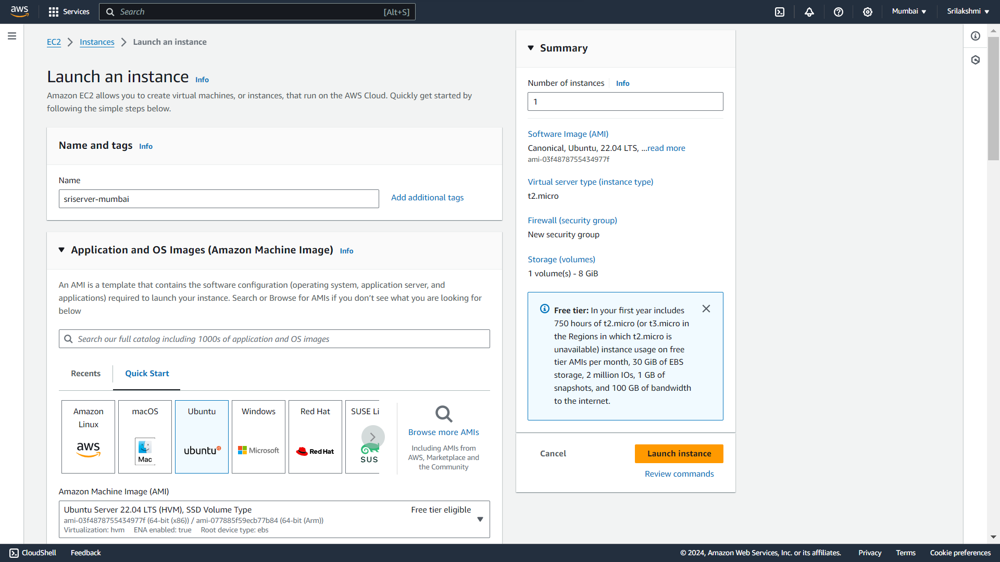 aws
Services
Search [Alt+S]
Mumbai
Srilakshmi
EC2 Instances Launch an instance
Launch an instance Info
Amazon EC2 allows you to create virtual machines, or instances, that run on the AWS Cloud. Quickly get started by
following the simple steps below.
Name and tags Info
Name
sriserver-mumbai
Add additional tags
Application and OS Images (Amazon Machine Image) Info
An AMI is a template that contains the software configuration (operating system, application server, and
applications) required to launch your instance. Search or Browse for AMIs if you don’t see what you are looking for
below
Search our full catalog including 1000s of application and OS images
Recents
Quick Start
Amazon
Linux
aws
macOS
Mac
Ubuntu
ubuntu
Windows
Microsoft
Red Hat
Red Hat
SUSE Li
SUS
Browse more AMIs
Including AMIs from
AWS, Marketplace and
the Community
Amazon Machine Image (AMI)
Ubuntu Server 22.04 LTS (HVM), SSD Volume Type
Free tier eligible
ami-03f4878755434977f (64-bit (x86)) / ami-077885f59ecb77b84 (64-bit (Arm))
Virtualization: hvm ENA enabled: true Root device type: ebs
Summary
Number of instances Info
1
Software Image (AMI)
Canonical, Ubuntu, 22.04 LTS, ...read more
ami-03f4878755434977f
Virtual server type (instance type)
t2.micro
Firewall (security group)
New security group
Storage (volumes)
1 volume(s) - 8 GiB
Free tier: In your first year includes
750 hours of t2.micro (or t3.micro in
the Regions in which t2.micro is
unavailable) instance usage on free
tier AMIs per month, 30 GiB of EBS
storage, 2 million IOs, 1 GB of
snapshots, and 100 GB of bandwidth
to the internet.
Cancel
Launch instance
Review commands
CloudShell
Feedback
© 2024, Amazon Web Services, Inc. or its affiliates.
Privacy
Terms
Cookie preferences